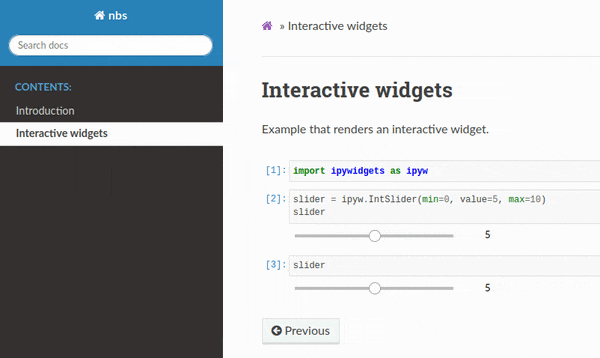 nbs
Search docs
CONTENTS:
Introduction
Interactive widgets
» Interactive widgets
Interactive widgets
Example that renders an interactive widget.
[1]: import ipywidgets as ipyw
[2]: slider = ipyw.IntSlider(min=0, value=5, max=10)
slider
5
[3]: slider
5
Previous